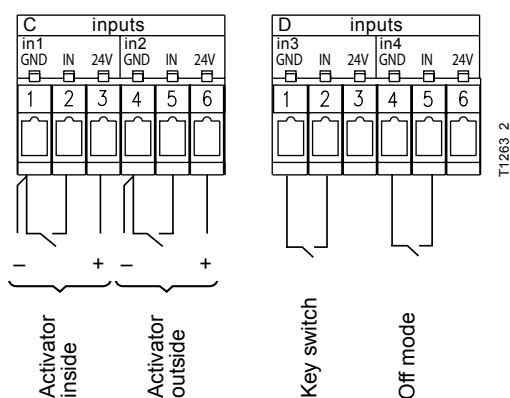 C inputs
in1 in2
GND IN 24V GND IN 24V
1 2 3 4 5 6
– + – +
Activator inside
Activator outside
D inputs
in3 in4
GND IN 24V GND IN 24V
1 2 3 4 5 6
Key switch
Off mode
T1263 2